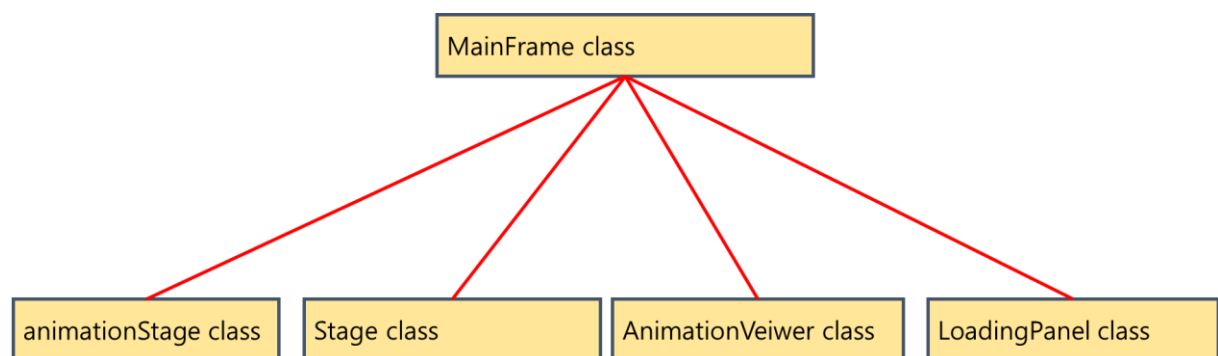 MainFrame class
animationStage class
Stage class
AnimationVeiwer class
LoadingPanel class